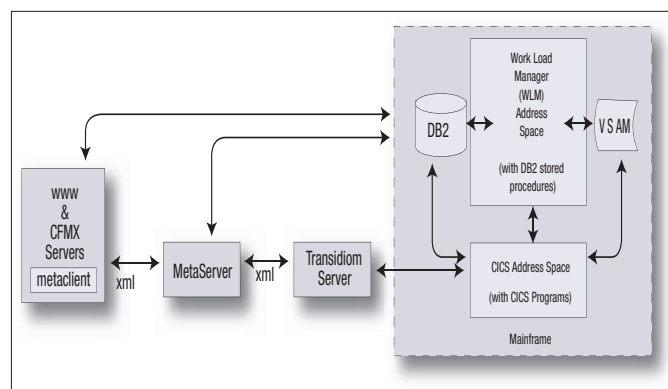 www
&
CFMX
Servers
metaclient
xml
MetaServer
xml
Transidiom
Server
DB2
Work Load
Manager
(WLM)
Address
Space
(with DB2 stored
procedures)
V S AM
CICS Address Space
(with CICS Programs)
Mainframe